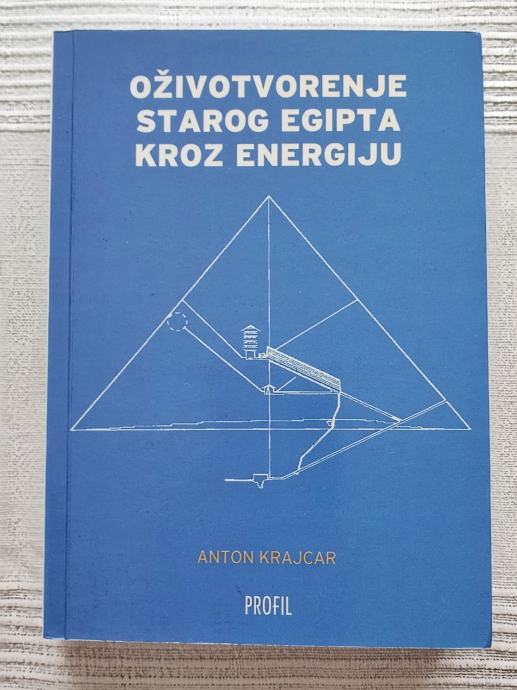 OŽIVOTVORENJE
STAROG EGIPTA
KROZ ENERGIJU
ANTON KRAJCAR
PROFIL